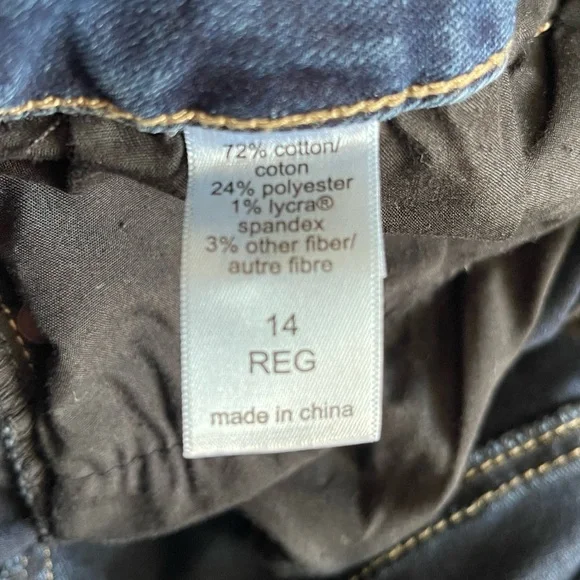 72% cotton/
coton
24% polyester
1% lycra®
spandex
3% other fiber/
autre fibre
14
REG
made in china